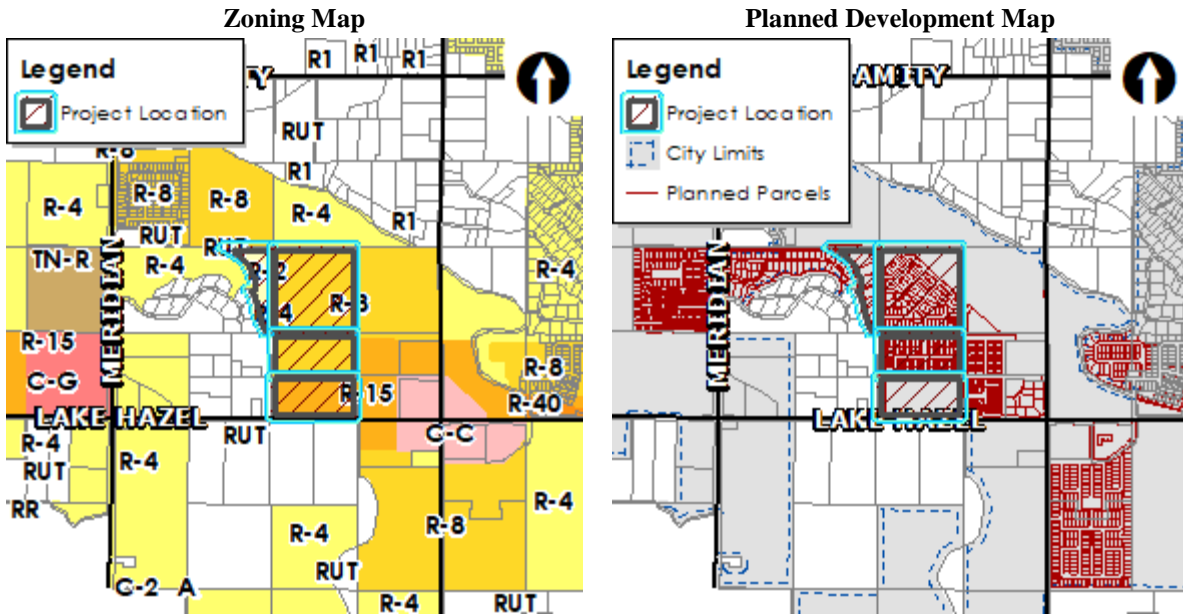 Zoning Map
Legend
Project Location
R1
R1
R1
RUT
R-8
R1
R-4
R-8
R-8
R-4
R1
RUT
TN-R
R-4
R-4
R-8
R-15
C-G
MERIDIAN
R-15
R-8
R-40
LAKE HAZEL
RUT
C-C
R-4
RUT
R-4
RR
R-4
R-4
R-8
RUT
C-2
A
R-4
RUT
Planned Development Map
Legend
Project Location
City Limits
Planned Parcels
AMITY
MERIDIAN
LAKE HAZEL